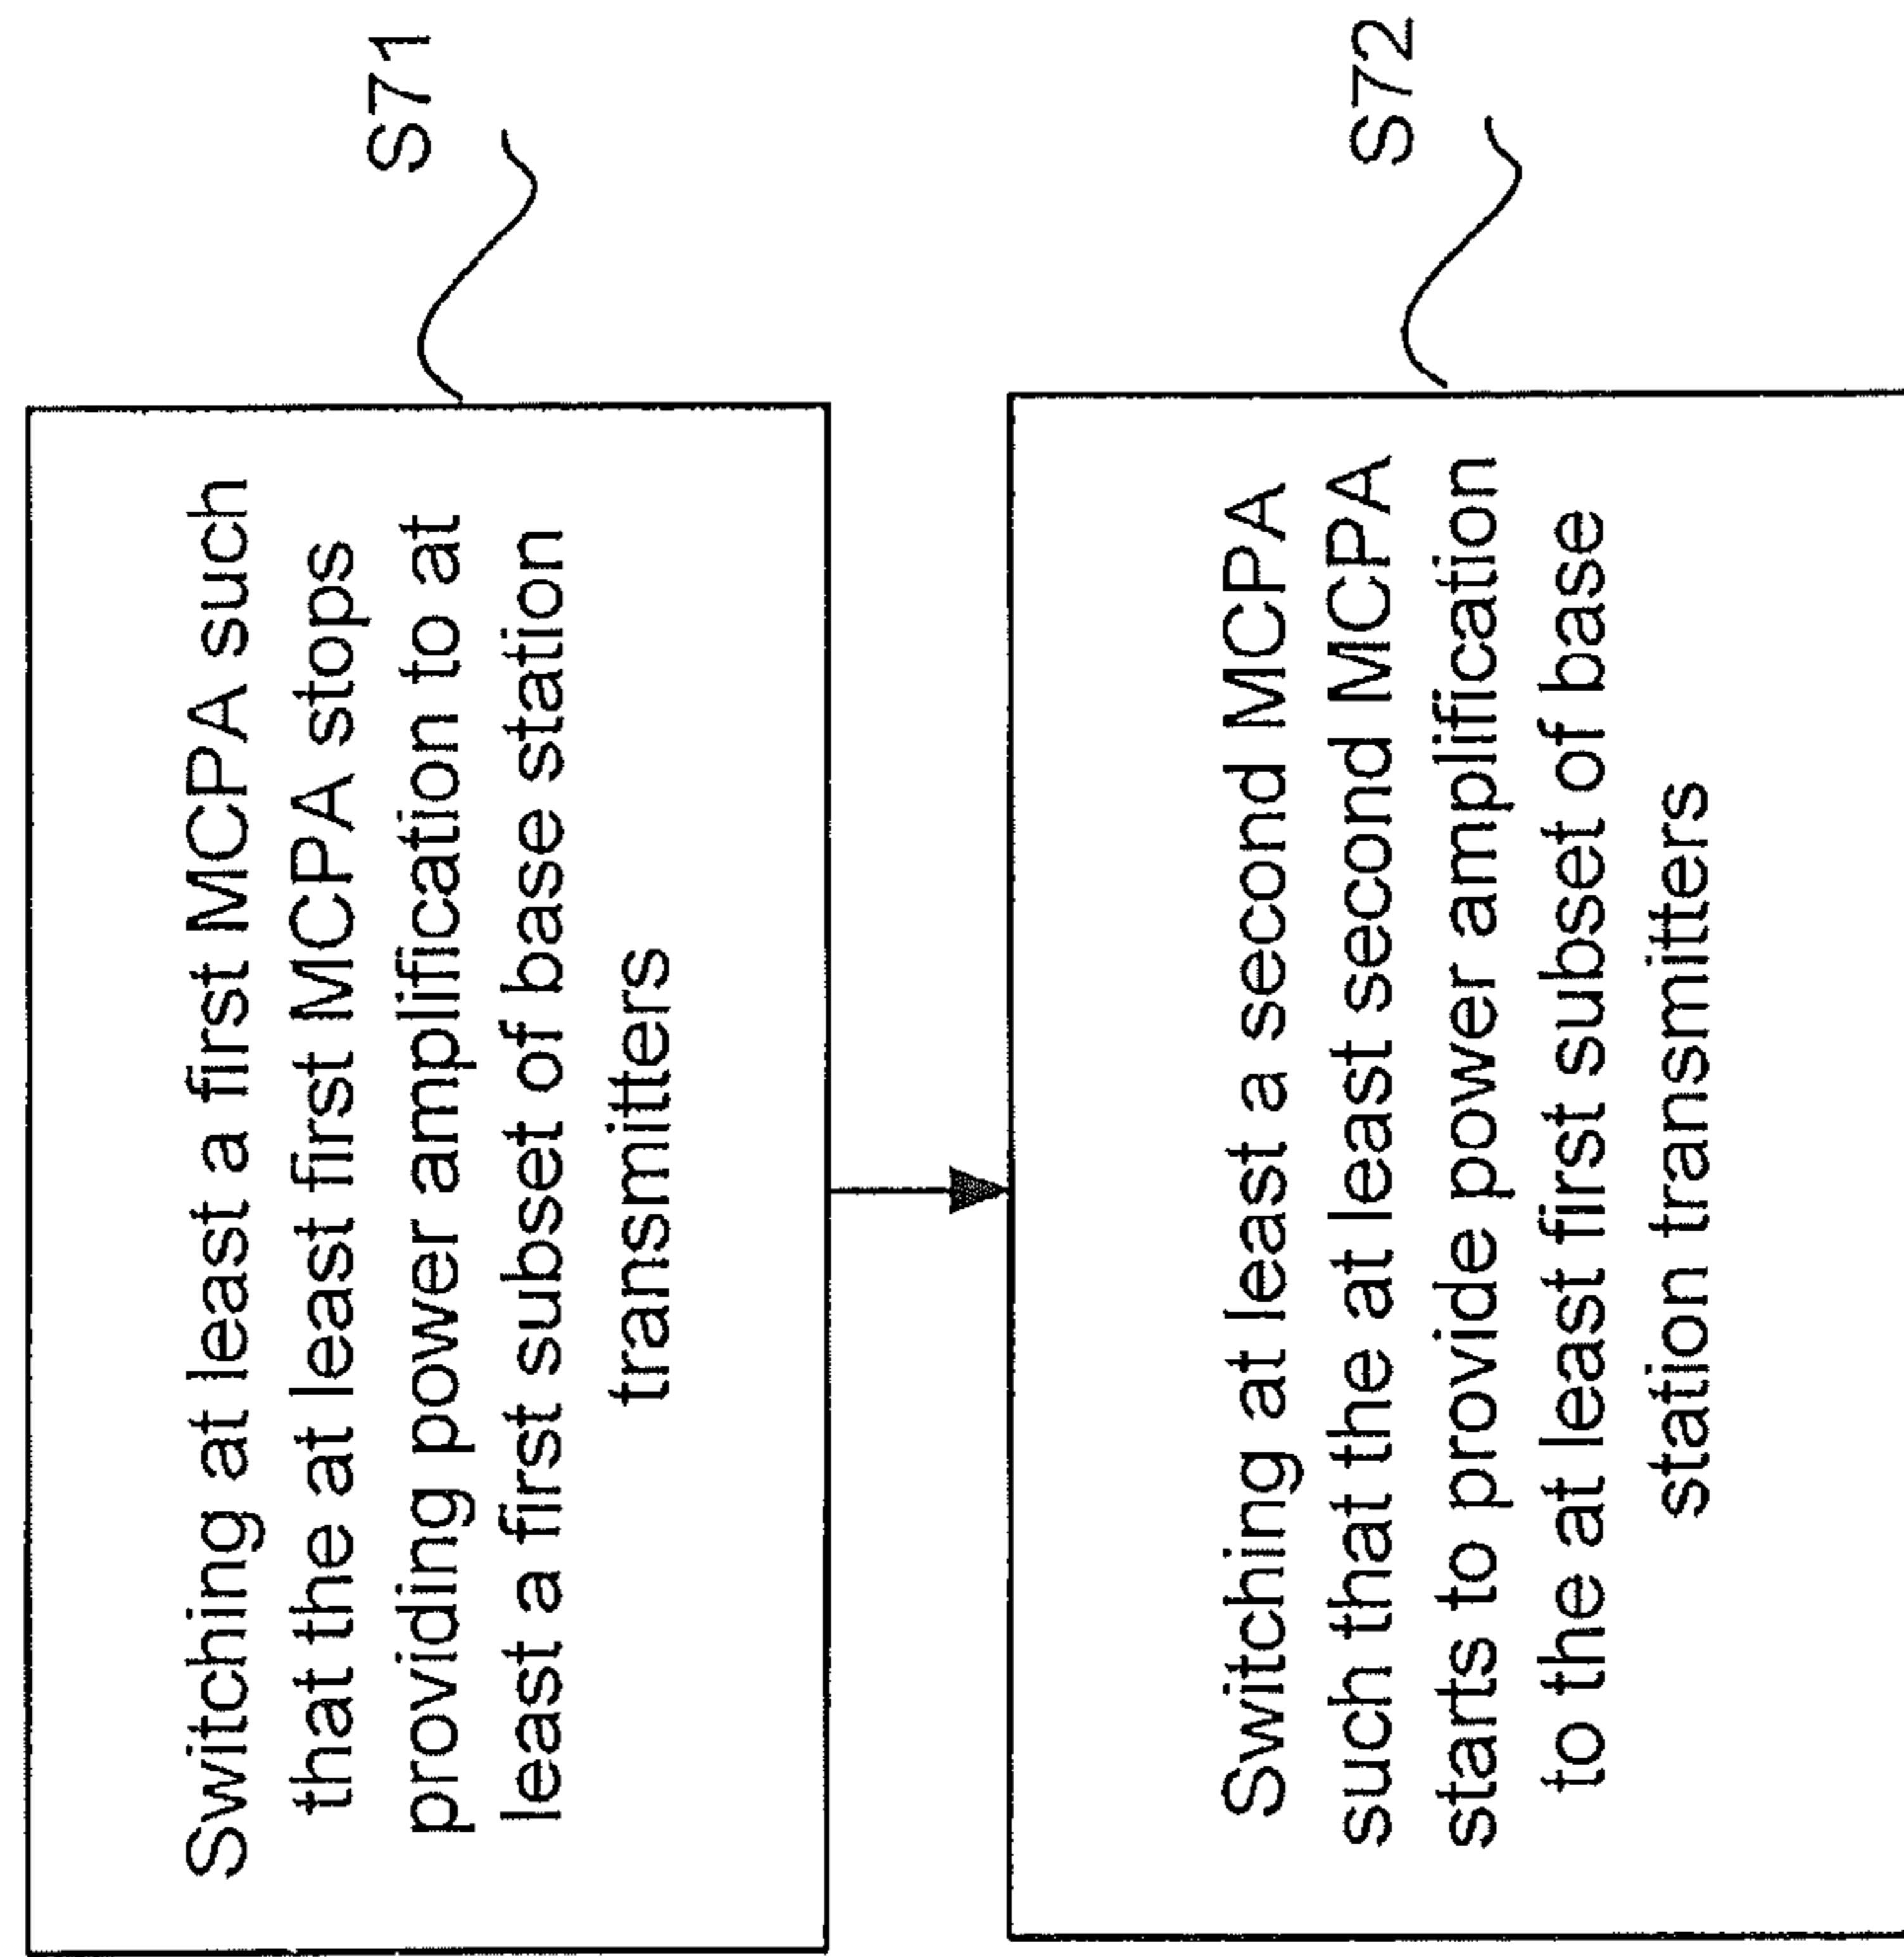 Switching at least a first MCPA such
that the at least first MCPA stops
providing power amplification to at
least a first subset of base station
transmitters
S71
Switching at least a second MCPA
such that the at least second MCPA
starts to provide power amplification
to the at least first subset of base
station transmitters
S72